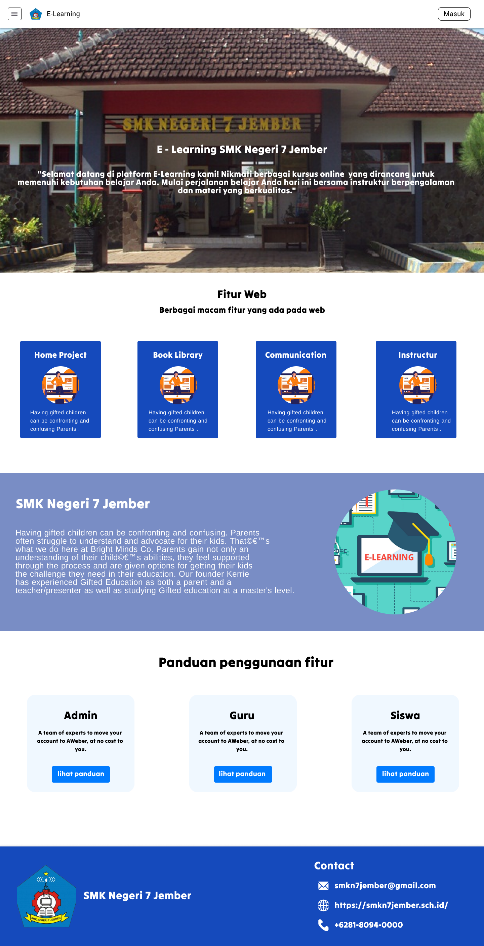 E-Learning
Masuk
SMK NEGERI 7 JEMBER
E - Learning SMK Negeri 7 Jember
"Selamat datang di platform E-Learning kami! Nikmati berbagai kursus online yang dirancang untuk
memenuhi kebutuhan belajar Anda. Mulai perjalanan belajar Anda hari ini bersama instruktur berpengalaman
dan materi yang berkualitas."
Fitur Web
Berbagai macam fitur yang ada pada web
Home Project
Having gifted children
can be confronting and
confusing Parents
Book Library
Having gifted children
can be confronting and
confusing Parents .
Communication
Having gifted children
can be confronting and
confusing Parents .
Instructur
Having gifted children
can be confronting and
confusing Parents .
SMK Negeri 7 Jember
Having gifted children can be confronting and confusing. Parents
often struggle to understand and advocate for their kids. Thatâ€™s
what we do here at Bright Minds Co. Parents gain not only an
understanding of their childâ€™s abilities, they feel supported
through the process and are given options for getting their kids
the challenge they need in their education. Our founder Kerrie
has experienced Gifted Education as both a parent and a
teacher/presenter as well as studying Gifted education at a master's level.
E-LEARNING
Panduan penggunaan fitur
Admin
A team of experts to move your
account to AWeber, at no cost to
you.
lihat panduan
Guru
A team of experts to move your
account to AWeber, at no cost to
you.
lihat panduan
Siswa
A team of experts to move your
account to AWeber, at no cost to
you.
lihat panduan
SMK Negeri 7 Jember
Contact
smkn7jember@gmail.com
https://smkn7jember.sch.id/
+6281-8094-0000